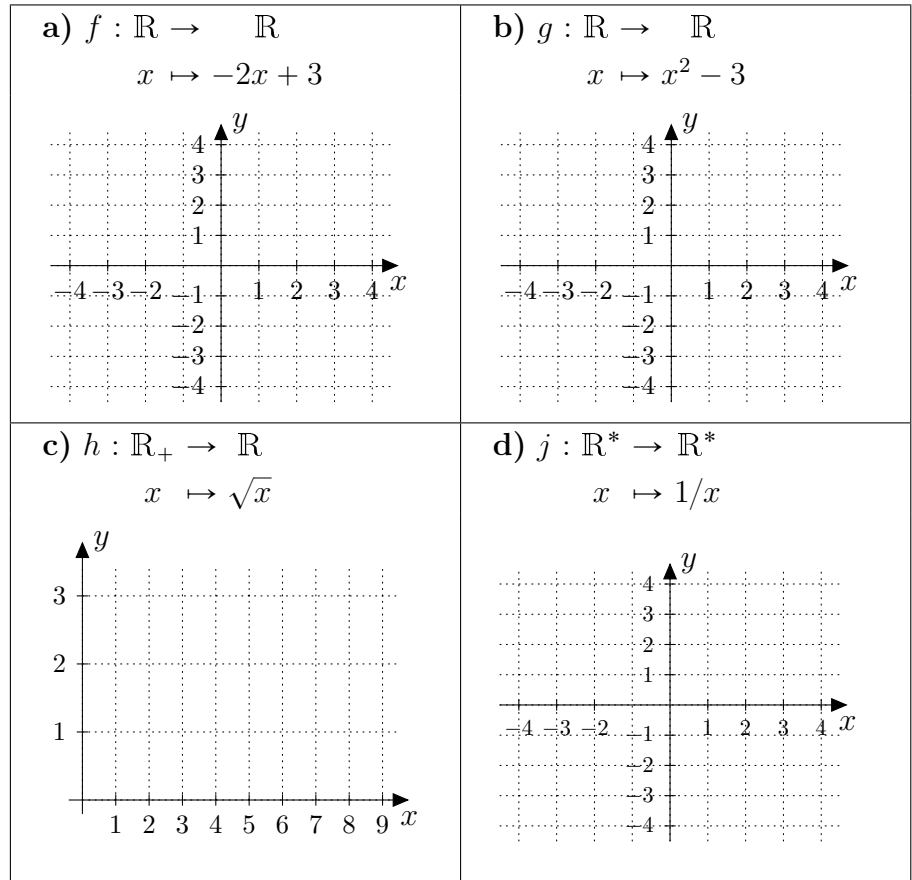 a) f : ℝ → ℝ
x ↦ −2x + 3
y
4
3
2
1
−4 −3 −2 1 2 3 4 x
−1
−2
−3
−4
b) g : ℝ → ℝ
x ↦ x² − 3
y
4
3
2
1
−4 −3 −2 1 2 3 4 x
−1
−2
−3
−4
c) h : ℝ₊ → ℝ
x ↦ √x
y
3
2
1
1 2 3 4 5 6 7 8 9 x
d) j : ℝ* → ℝ*
x ↦ 1/x
y
4
3
2
1
−4 −3 −2 1 2 3 4 x
−1
−2
−3
−4